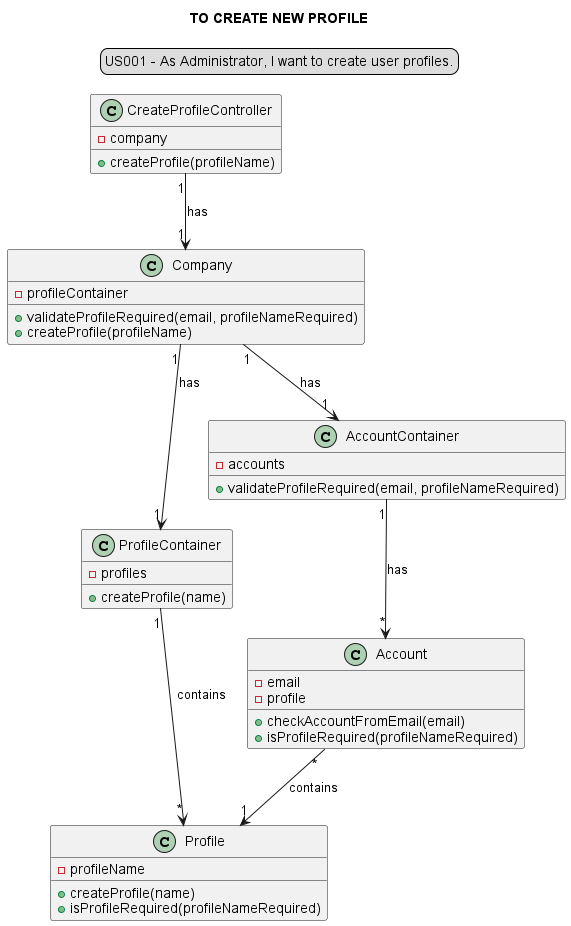 TO CREATE NEW PROFILE
US001 - As Administrator, I want to create user profiles.
C CreateProfileController
company
createProfile(profileName)
1
has
1
C Company
profileContainer
validateProfileRequired(email, profileNameRequired)
createProfile(profileName)
1
1
has
has
1
C AccountContainer
accounts
validateProfileRequired(email, profileNameRequired)
1
1
C ProfileContainer
profiles
createProfile(name)
has
1
*
C Account
email
profile
checkAccountFromEmail(email)
isProfileRequired(profileNameRequired)
contains
*
contains
*
1
C Profile
profileName
createProfile(name)
isProfileRequired(profileNameRequired)